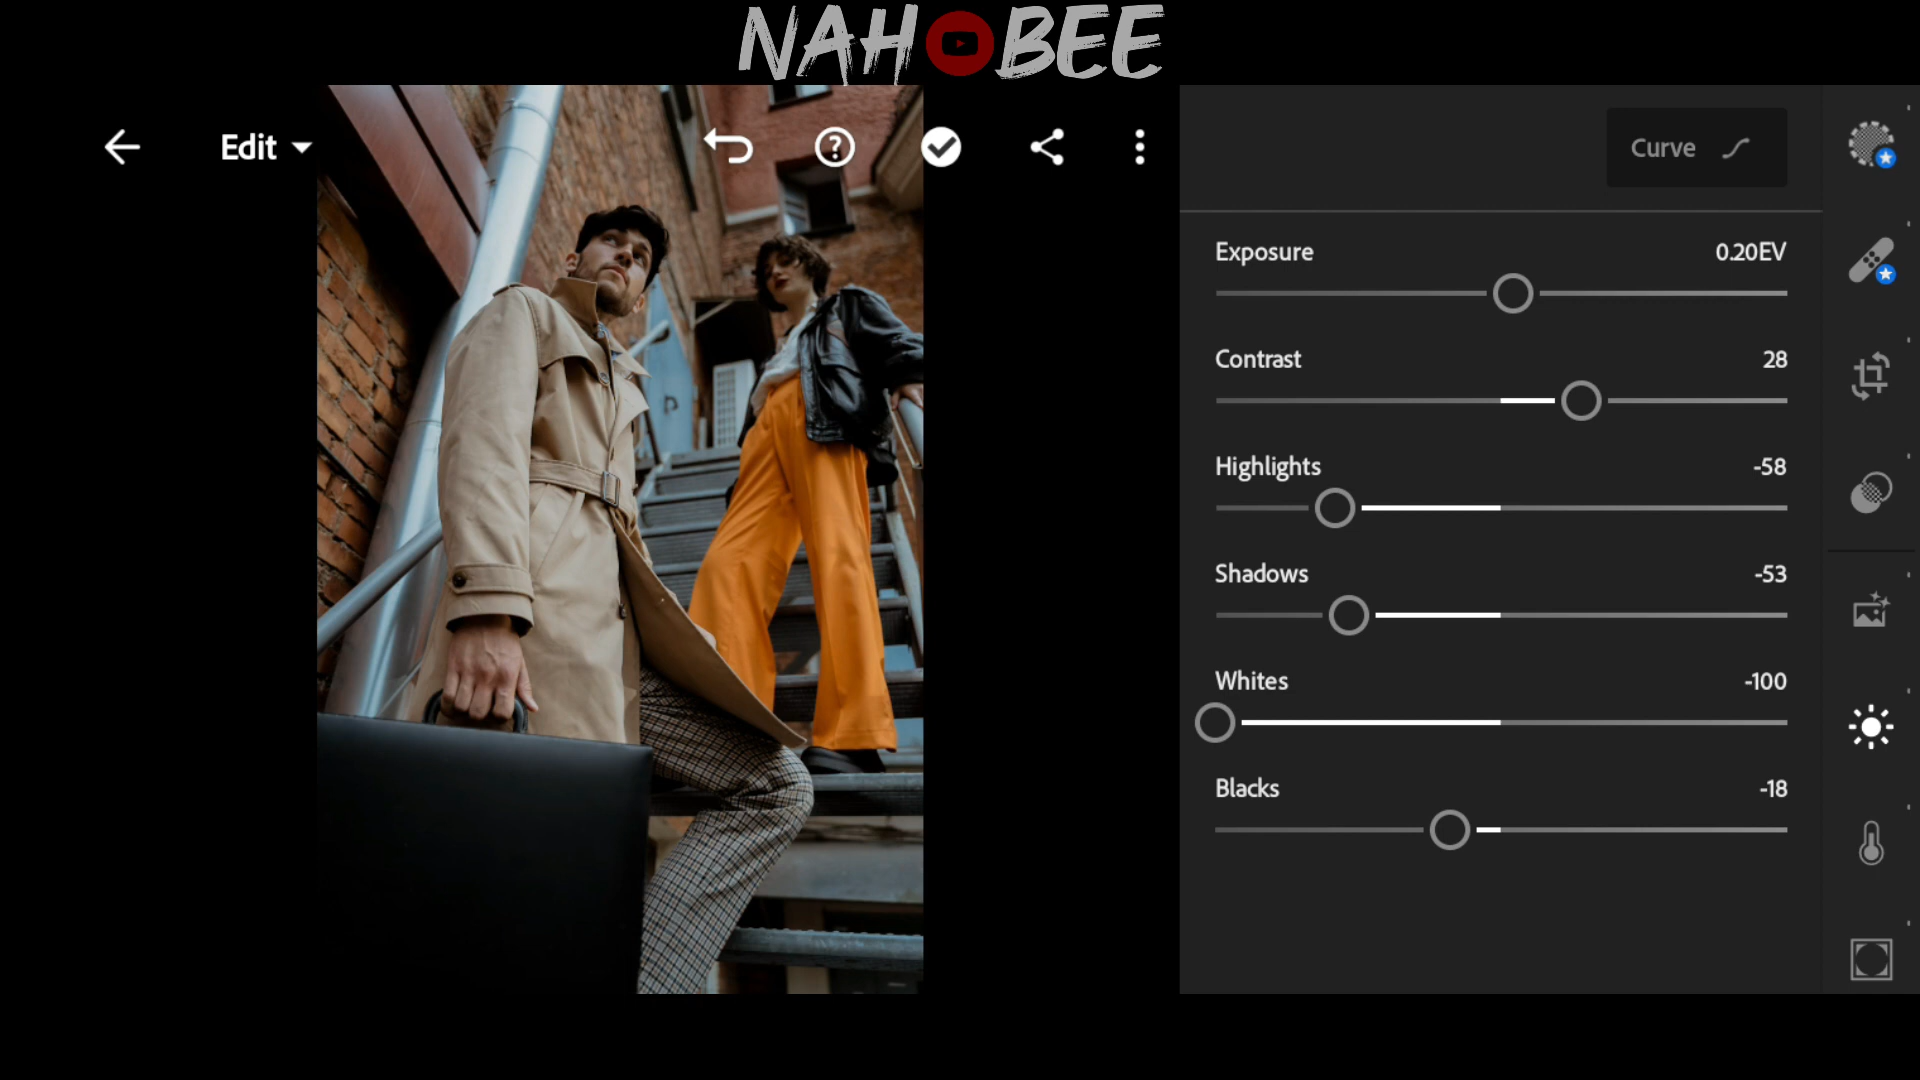 NAH BEE
Edit
Curve
Exposure 0.20EV
Contrast 28
Highlights -58
Shadows -53
Whites -100
Blacks -18